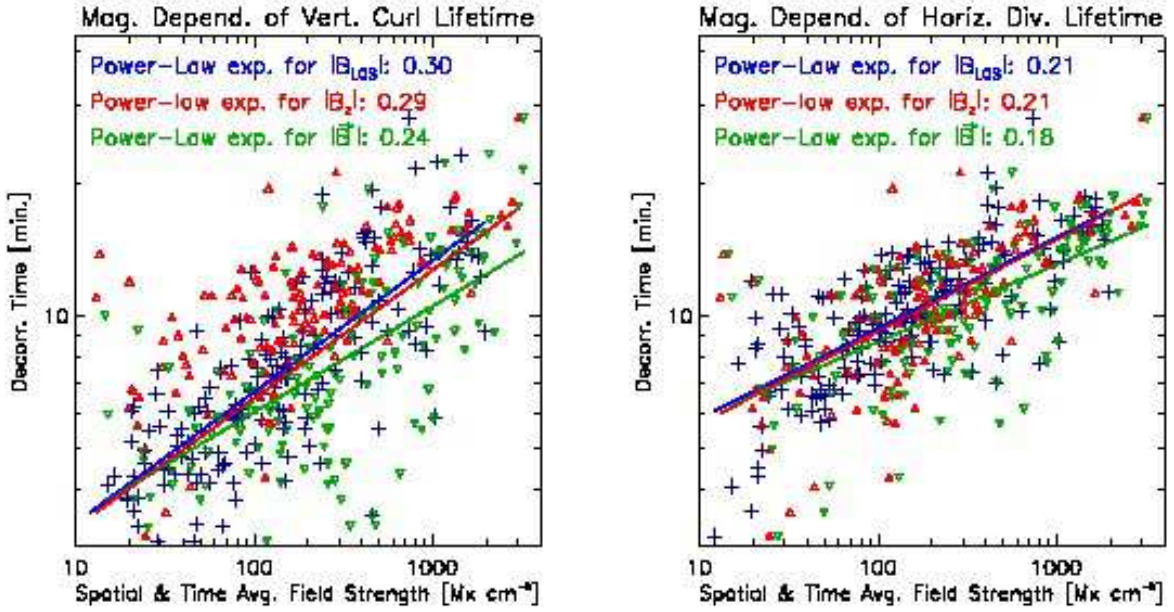 Mag. Depend. of Vert. Curl Lifetime
Power-Law exp. for |B_LOS|: 0.30
Power-law exp. for |B_z|: 0.29
Power-Law exp. for |B⃗|: 0.24
Decorr. Time [min.]
10
10
100
1000
Spatial & Time Avg. Field Strength [Mx cm⁻²]
Mag. Depend. of Horiz. Div. Lifetime
Power-Law exp. for |B_LOS|: 0.21
Power-law exp. for |B_z|: 0.21
Power-Law exp. for |B⃗|: 0.18
Decorr. Time [min.]
10
10
100
1000
Spatial & Time Avg. Field Strength [Mx cm⁻²]